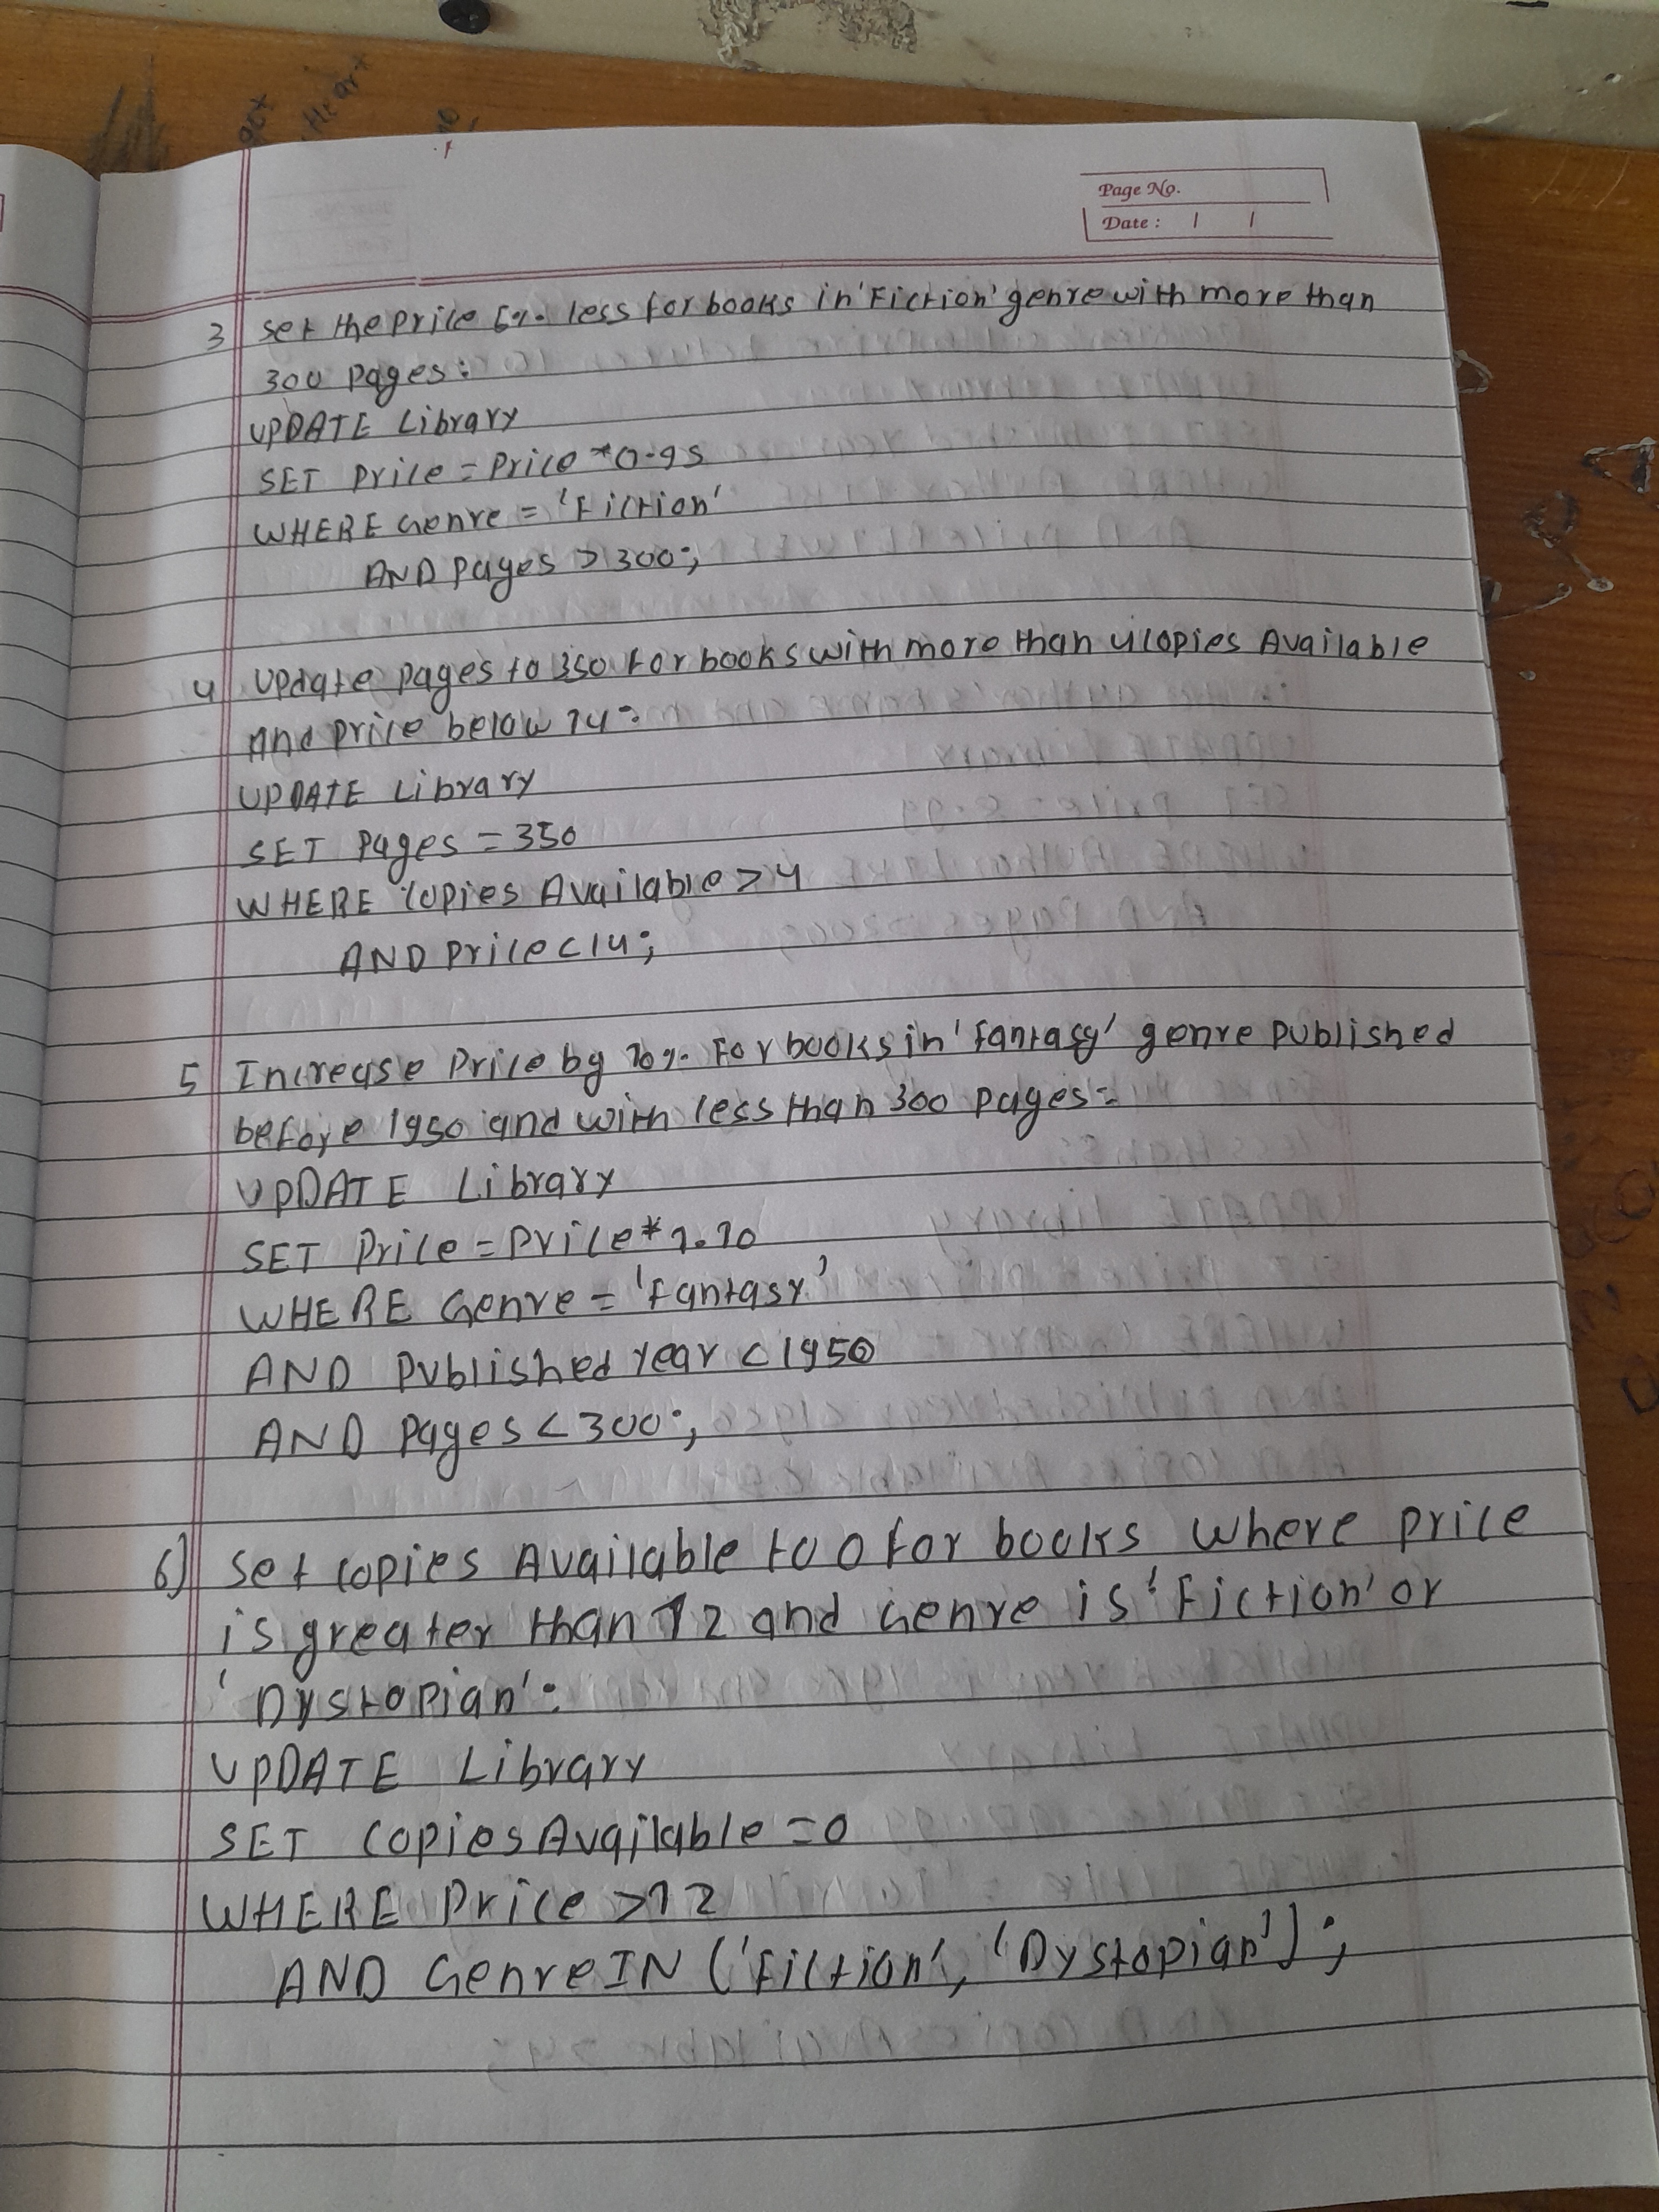 Page No.
Date :
3 Set the Price 5% less for books in 'Fiction' genre with more than
300 Pages:
UPDATE Library
SET Price = Price * 0.95
WHERE Genre = 'Fiction'
AND Pages > 300;
4 Update pages to 350 for books with more than 4 copies Available
And price below 14:
UPDATE Library
SET Pages = 350
WHERE Copies Available > 4
AND Price < 14;
5 Increase Price by 10% For books in 'fantasy' genre published
before 1950 and with less than 300 Pages:
UPDATE Library
SET Price = Price * 1.10
WHERE Genre = 'Fantasy'
AND Published Year < 1950
AND Pages < 300;
6) Set copies Available to 0 for books where price
is greater than 12 and Genre is 'Fiction' or
'Dystopian':
UPDATE Library
SET CopiesAvailable = 0
WHERE Price > 12
AND Genre IN ('Fiction', 'Dystopian');